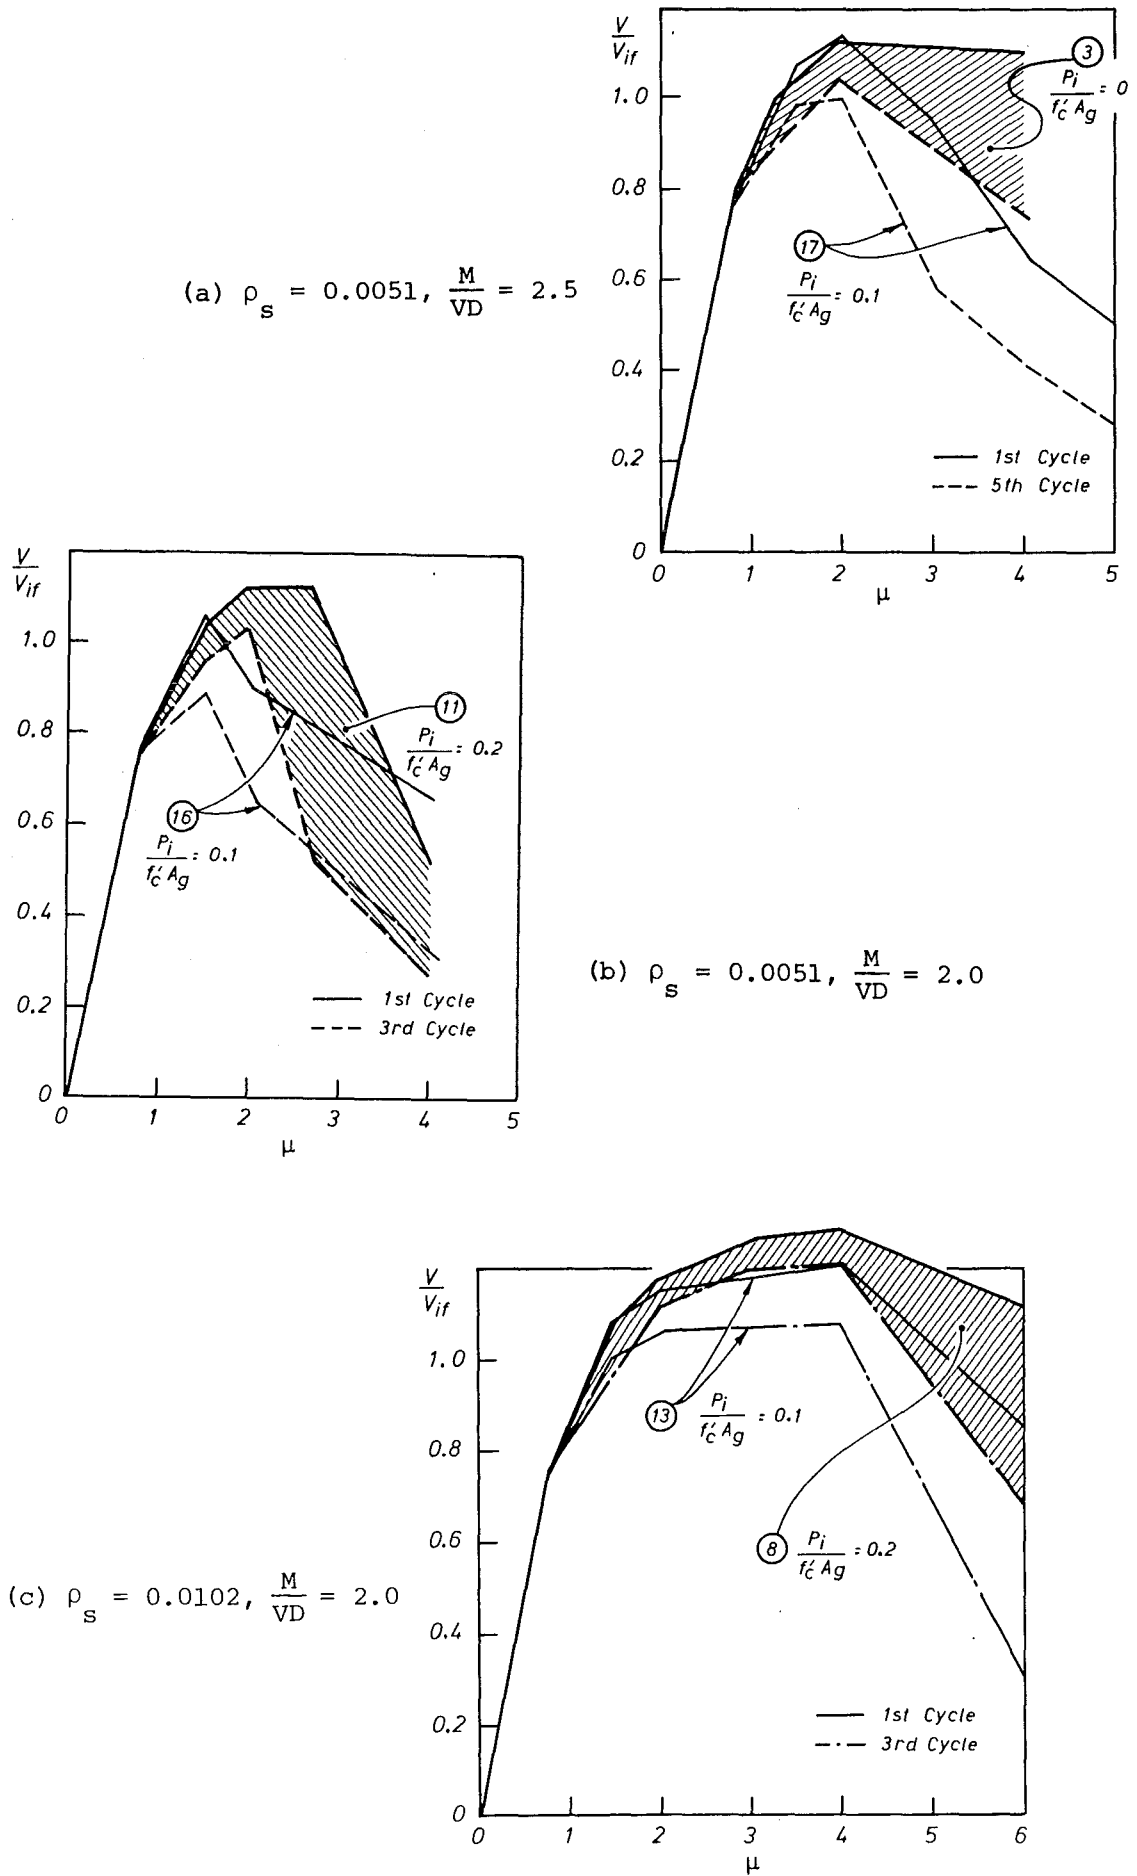 V/V_if
1.0
0.8
0.6
0.4
0.2
0
0 1 2 3 4 5
μ
3
P_i/f'_c A_g = 0
17
P_i/f'_c A_g = 0.1
1st Cycle
5th Cycle
(a) ρ_s = 0.0051, M/VD = 2.5
V/V_if
1.0
0.8
0.6
0.4
0.2
0
0 1 2 3 4 5
μ
11
P_i/f'_c A_g = 0.2
16
P_i/f'_c A_g = 0.1
1st Cycle
3rd Cycle
(b) ρ_s = 0.0051, M/VD = 2.0
V/V_if
1.0
0.8
0.6
0.4
0.2
0
0 1 2 3 4 5 6
μ
13
P_i/f'_c A_g = 0.1
8
P_i/f'_c A_g = 0.2
1st Cycle
3rd Cycle
(c) ρ_s = 0.0102, M/VD = 2.0